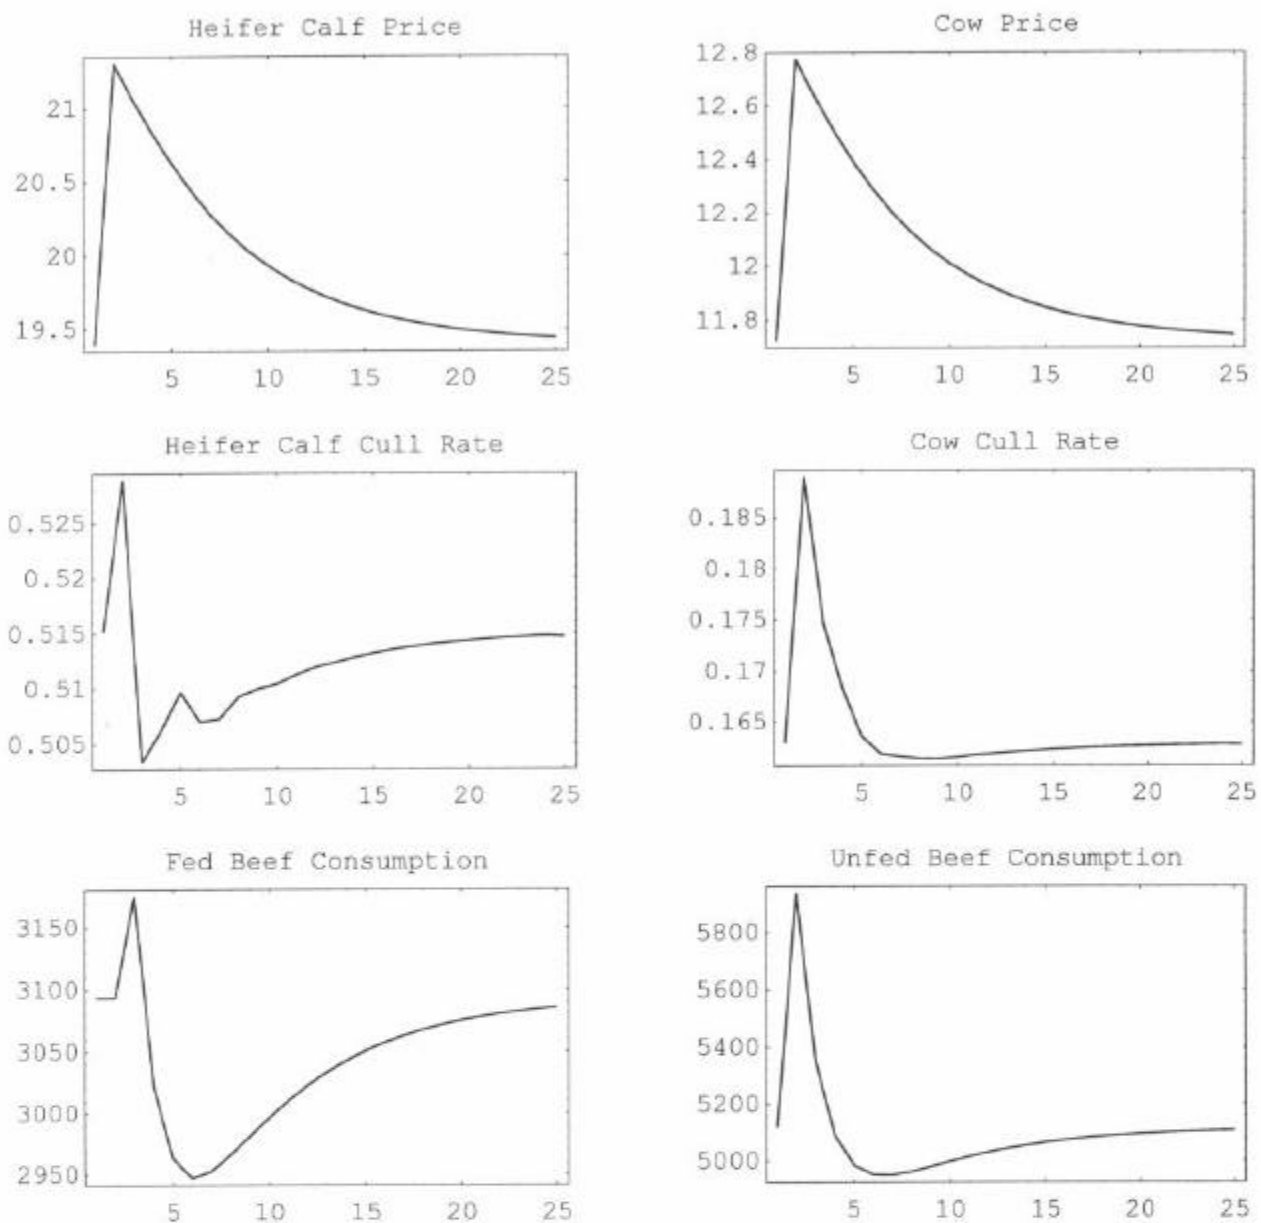 Heifer Calf Price
21
20.5
20
19.5
5 10 15 20 25
Cow Price
12.8
12.6
12.4
12.2
12
11.8
5 10 15 20 25
Heifer Calf Cull Rate
0.525
0.52
0.515
0.51
0.505
5 10 15 20 25
Cow Cull Rate
0.185
0.18
0.175
0.17
0.165
5 10 15 20 25
Fed Beef Consumption
3150
3100
3050
3000
2950
5 10 15 20 25
Unfed Beef Consumption
5800
5600
5400
5200
5000
5 10 15 20 25